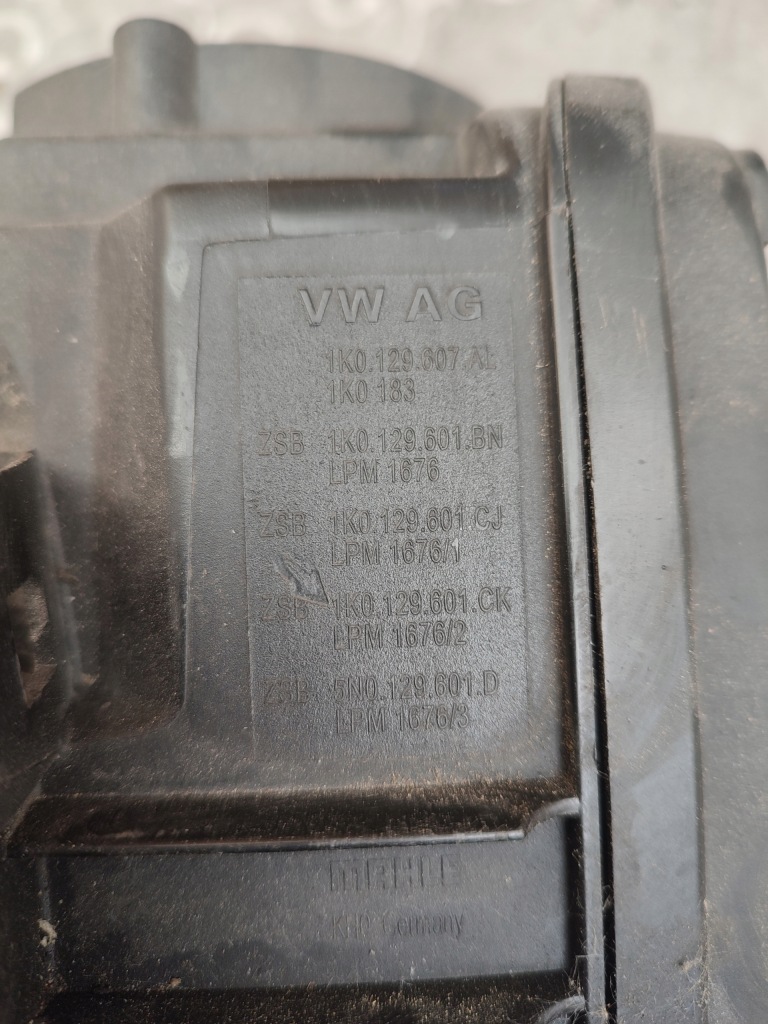 VW AG
1K0.129.607.AL
1K0 183
ZSB 1K0.129.601.BN
LPM 1676
ZSB 1K0.129.601.CJ
LPM 1676/1
ZSB 1K0.129.601.CK
LPM 1676/2
ZSB 5N0.129.601.D
LPM 1676/3
MAHLE
Germany